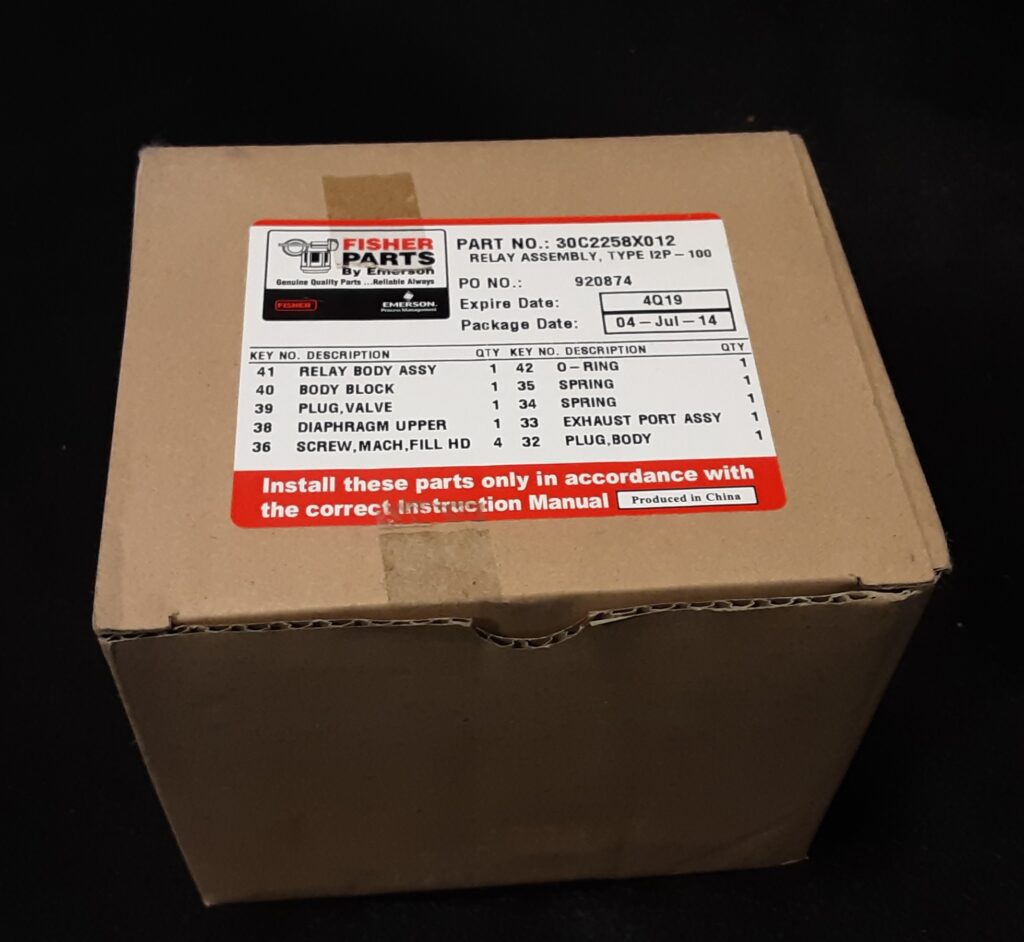 FISHER
PARTS
By Emerson
Genuine Quality Parts ...Reliable Always
FISHER
EMERSON.
Process Management
PART NO.: 30C2258X012
RELAY ASSEMBLY, TYPE I2P-100
PO NO.: 920874
Expire Date: 4Q19
Package Date: 04-Jul-14
KEY NO. DESCRIPTION QTY KEY NO. DESCRIPTION QTY
41 RELAY BODY ASSY 1 42 O-RING 1
40 BODY BLOCK 1 35 SPRING 1
39 PLUG,VALVE 1 34 SPRING 1
38 DIAPHRAGM UPPER 1 33 EXHAUST PORT ASSY 1
36 SCREW,MACH,FILL HD 4 32 PLUG,BODY 1
Install these parts only in accordance with
the correct Instruction Manual Produced in China